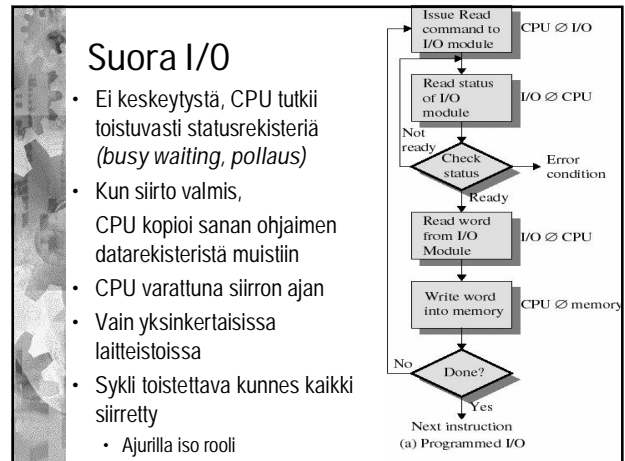 Suora I/0
• Ei keskeytystä, CPU tutkii
toistuvasti statusrekisteriä
(busy waiting, pollaus)
• Kun siirto valmis,
CPU kopioi sanan ohjaimen
datarekisteristä muistiin
• CPU varattuna siirron ajan
• Vain yksinkertaisissa
laitteistoissa
• Sykli toistettava kunnes kaikki
siirretty
• Ajurilla iso rooli
Issue Read
command to
I/O module
CPU ∅ I/O
Read status
of I/O
module
I/O ∅ CPU
Not
ready
Check
status
Error
condition
Ready
Read word
from I/O
Module
I/O ∅ CPU
Write word
into memory
CPU ∅ memory
No
Done?
Yes
Next instruction
(a) Programmed I/O